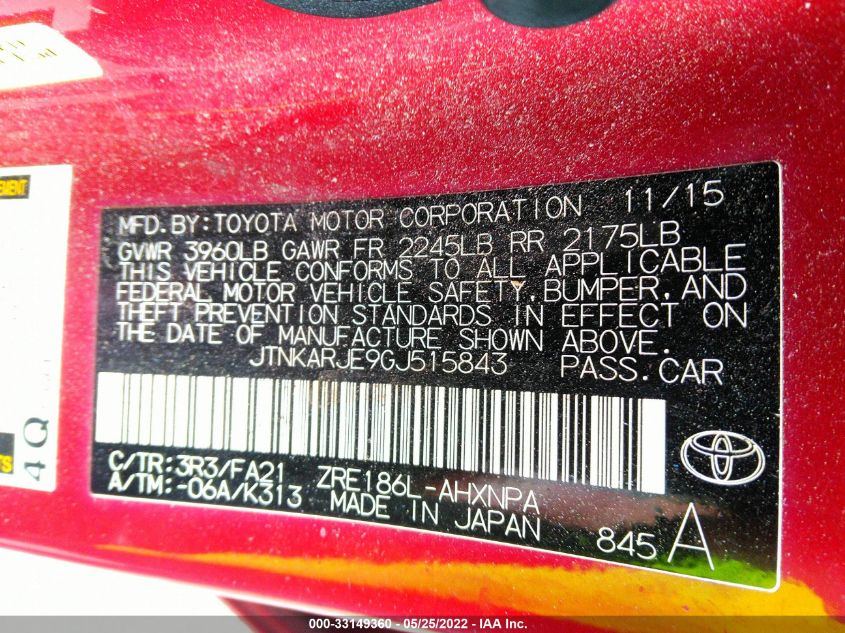 EMENT
MFD.BY:TOYOTA MOTOR CORPORATION 11/15
GVWR 3960LB GAWR FR 2245LB RR 2175LB
THIS VEHICLE CONFORMS TO ALL APPLICABLE
FEDERAL MOTOR VEHICLE SAFETY,BUMPER,AND
THEFT PREVENTION STANDARDS IN EFFECT ON
THE DATE OF MANUFACTURE SHOWN ABOVE.
JTNKARJE9GJ515843 PASS.CAR
4Q
C/TR:3R3/FA21 ZRE186L-AHXNPA
A/TM:-06A/K313 MADE IN JAPAN
845 A
000-33149360 - 05/25/2022 - IAA Inc.